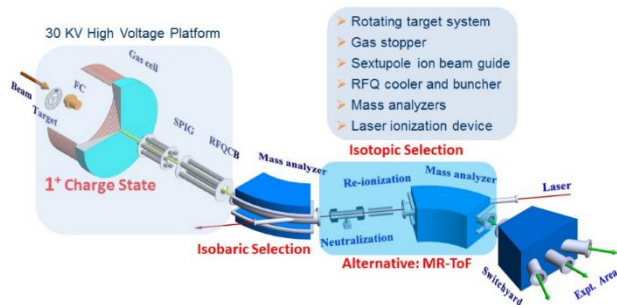 30 KV High Voltage Platform
Gas cell
FC
Beam
Target
SPIG
RFQCB
Mass analyzer
1+ Charge State
Isobaric Selection
➢ Rotating target system
➢ Gas stopper
➢ Sextupole ion beam guide
➢ RFQ cooler and buncher
➢ Mass analyzers
➢ Laser ionization device
Isotopic Selection
Re-ionization
Mass analyzer
Laser
Neutralization
Alternative: MR-ToF
Switchyard
Expt. Area